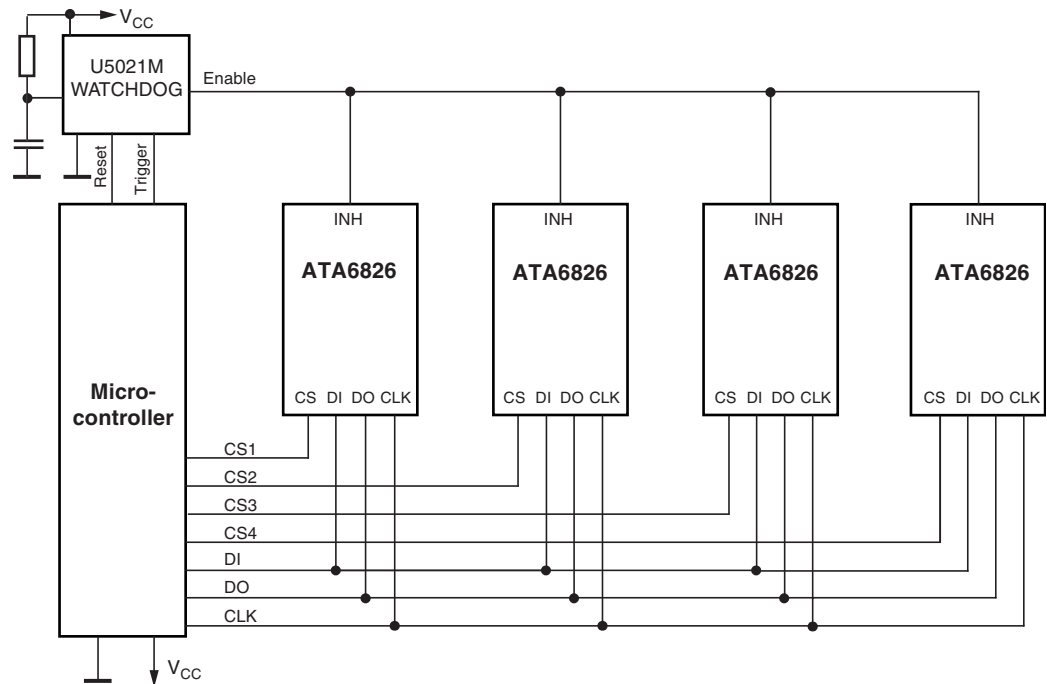 VCC
U5021M
WATCHDOG
Enable
Reset
Trigger
INH
INH
INH
INH
ATA6826
ATA6826
ATA6826
ATA6826
Micro-
controller
CS DI DO CLK
CS DI DO CLK
CS DI DO CLK
CS DI DO CLK
CS1
CS2
CS3
CS4
DI
DO
CLK
VCC